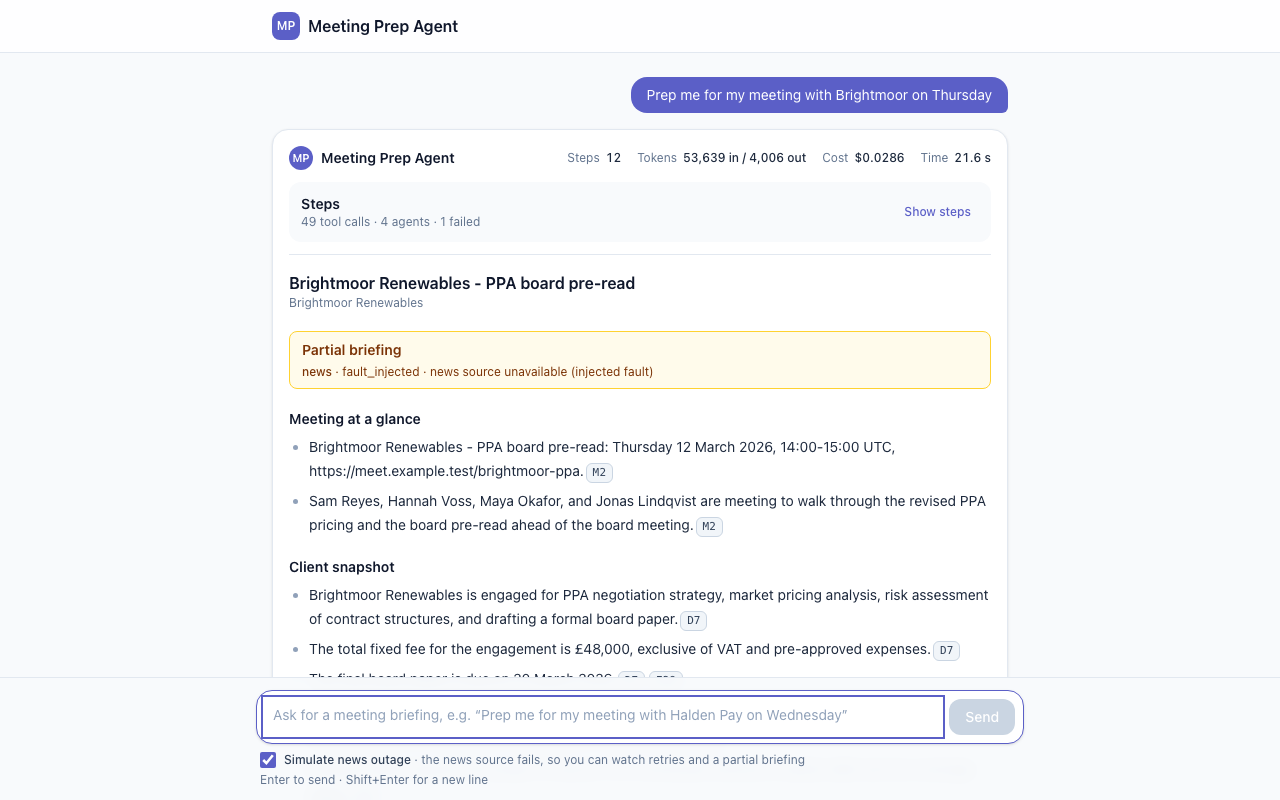 MP Meeting Prep Agent
Prep me for my meeting with Brightmoor on Thursday
MP Meeting Prep Agent Steps 12 Tokens 53,639 in / 4,006 out Cost $0.0286 Time 21.6 s
Steps
49 tool calls · 4 agents · 1 failed
Show steps
Brightmoor Renewables - PPA board pre-read
Brightmoor Renewables
Partial briefing
news · fault_injected · news source unavailable (injected fault)
Meeting at a glance
Brightmoor Renewables - PPA board pre-read: Thursday 12 March 2026, 14:00-15:00 UTC,
https://meet.example.test/brightmoor-ppa. M2
Sam Reyes, Hannah Voss, Maya Okafor, and Jonas Lindqvist are meeting to walk through the revised PPA
pricing and the board pre-read ahead of the board meeting. M2
Client snapshot
Brightmoor Renewables is engaged for PPA negotiation strategy, market pricing analysis, risk assessment
of contract structures, and drafting a formal board paper. D7
The total fixed fee for the engagement is £48,000, exclusive of VAT and pre-approved expenses. D7
The final board paper is due on 20 March 2026.
Ask for a meeting briefing, e.g. “Prep me for my meeting with Halden Pay on Wednesday”
Send
Simulate news outage · the news source fails, so you can watch retries and a partial briefing
Enter to send · Shift+Enter for a new line